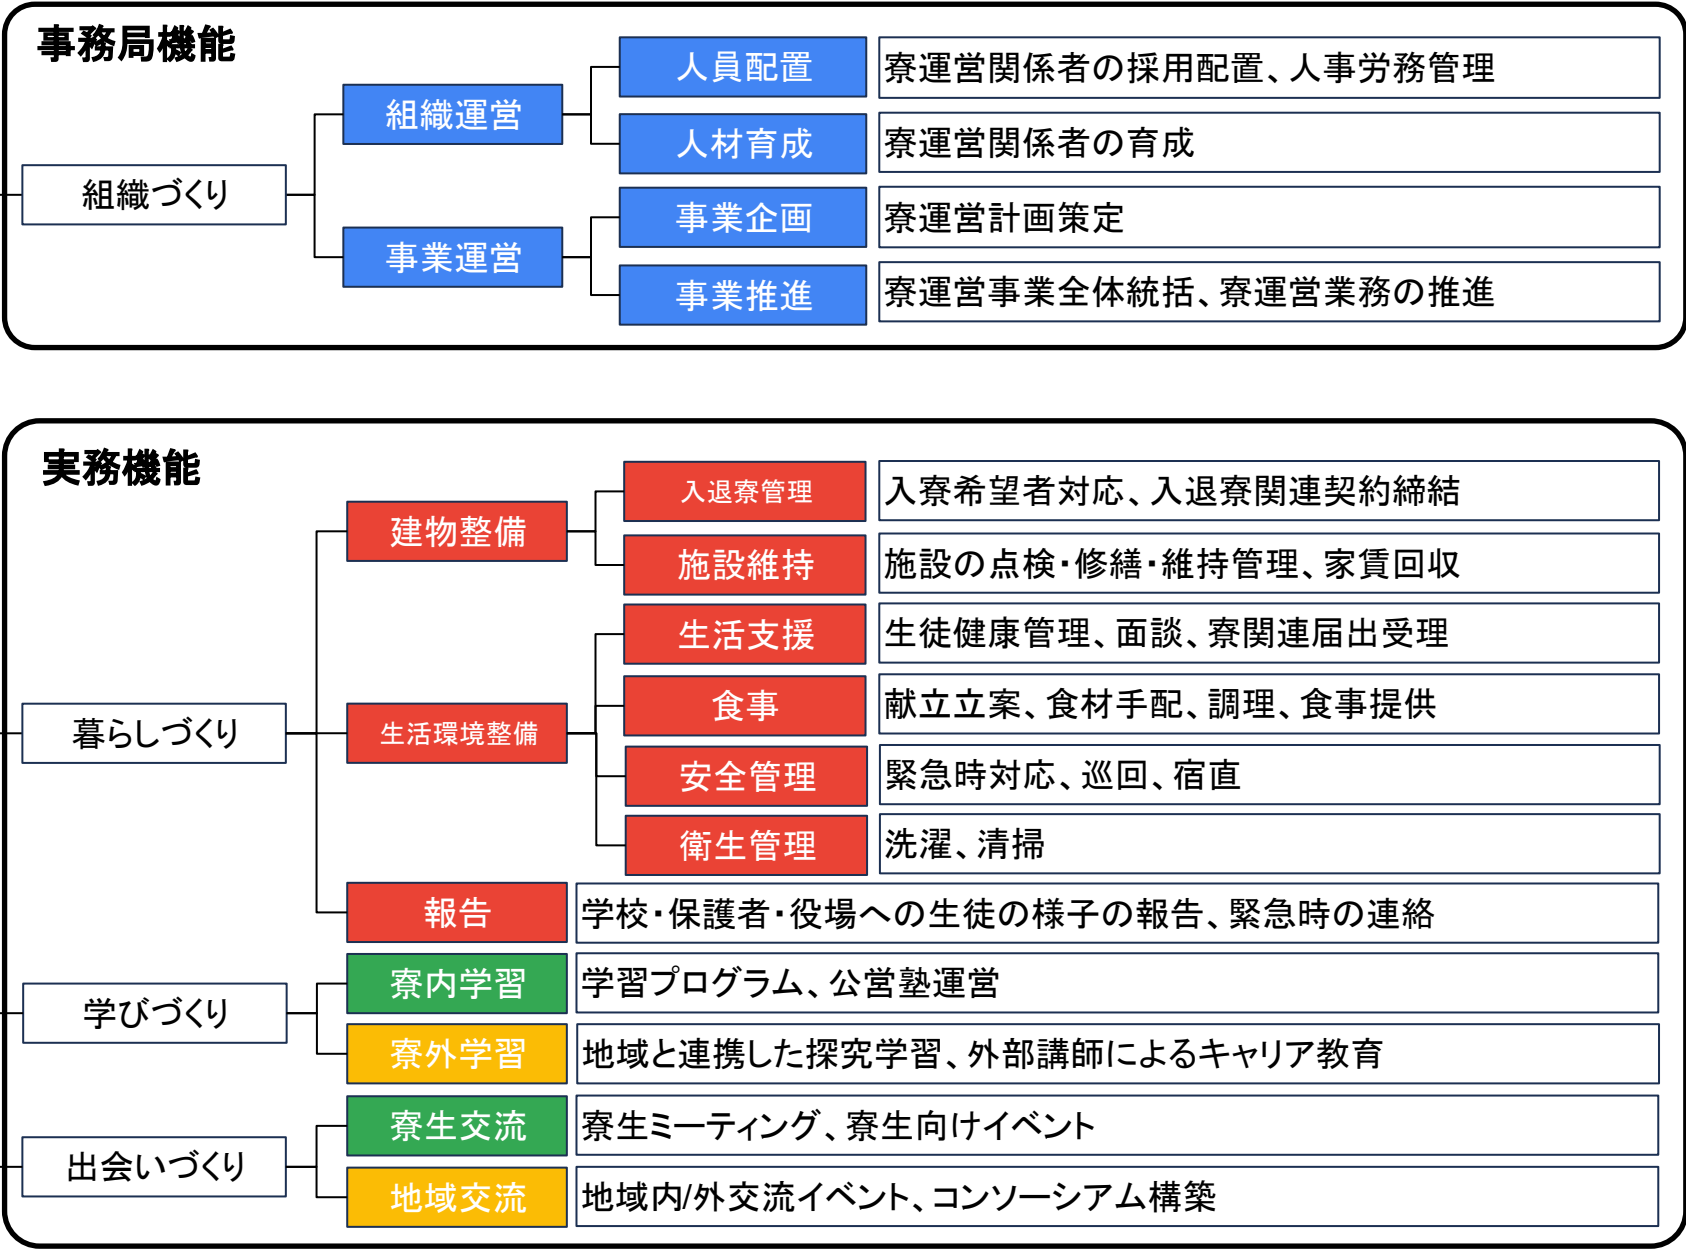 事務局機能
組織づくり
組織運営
人員配置
寮運営関係者の採用配置、人事労務管理
人材育成
寮運営関係者の育成
事業運営
事業企画
寮運営計画策定
事業推進
寮運営事業全体統括、寮運営業務の推進
実務機能
暮らしづくり
建物整備
入退寮管理
入寮希望者対応、入退寮関連契約締結
施設維持
施設の点検・修繕・維持管理、家賃回収
生活環境整備
生活支援
生徒健康管理、面談、寮関連届出受理
食事
献立立案、食材手配、調理、食事提供
安全管理
緊急時対応、巡回、宿直
衛生管理
洗濯、清掃
報告
学校・保護者・役場への生徒の様子の報告、緊急時の連絡
学びづくり
寮内学習
学習プログラム、公営塾運営
寮外学習
地域と連携した探究学習、外部講師によるキャリア教育
出会いづくり
寮生交流
寮生ミーティング、寮生向けイベント
地域交流
地域内/外交流イベント、コンソーシアム構築